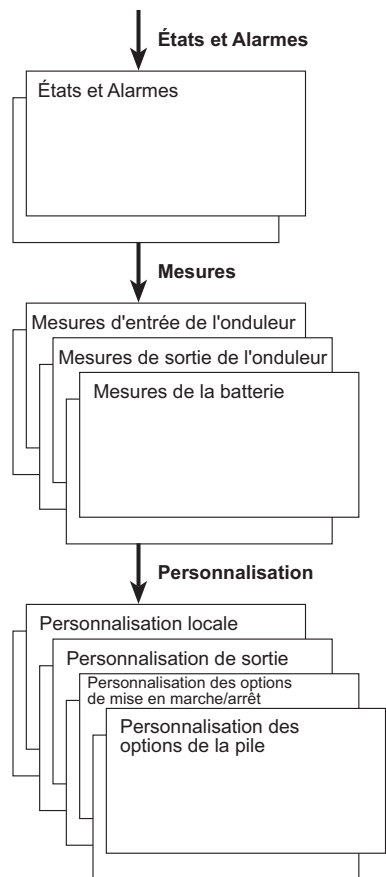 États et Alarmes
États et Alarmes
Mesures
Mesures d'entrée de l'onduleur
Mesures de sortie de l'onduleur
Mesures de la batterie
Personnalisation
Personnalisation locale
Personnalisation de sortie
Personnalisation des options
de mise en marche/arrêt
Personnalisation des
options de la pile